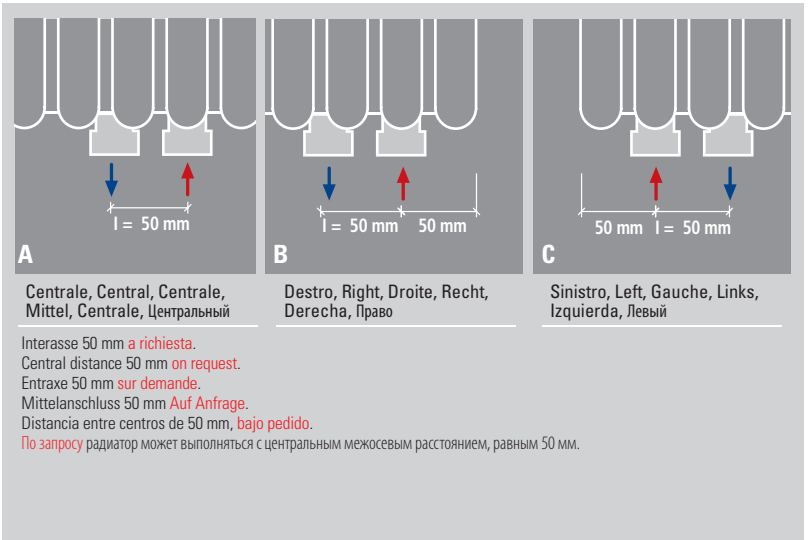 I = 50 mm
A
I = 50 mm 50 mm
B
50 mm I = 50 mm
C
Centrale, Central, Centrale,
Mittel, Centrale, Центральный
Destro, Right, Droite, Recht,
Derecha, Право
Sinistro, Left, Gauche, Links,
Izquierda, Левый
Interasse 50 mm a richiesta.
Central distance 50 mm on request.
Entraxe 50 mm sur demande.
Mittelanschluss 50 mm Auf Anfrage.
Distancia entre centros de 50 mm, bajo pedido.
По запросу радиатор может выполняться с центральным межосевым расстоянием, равным 50 мм.